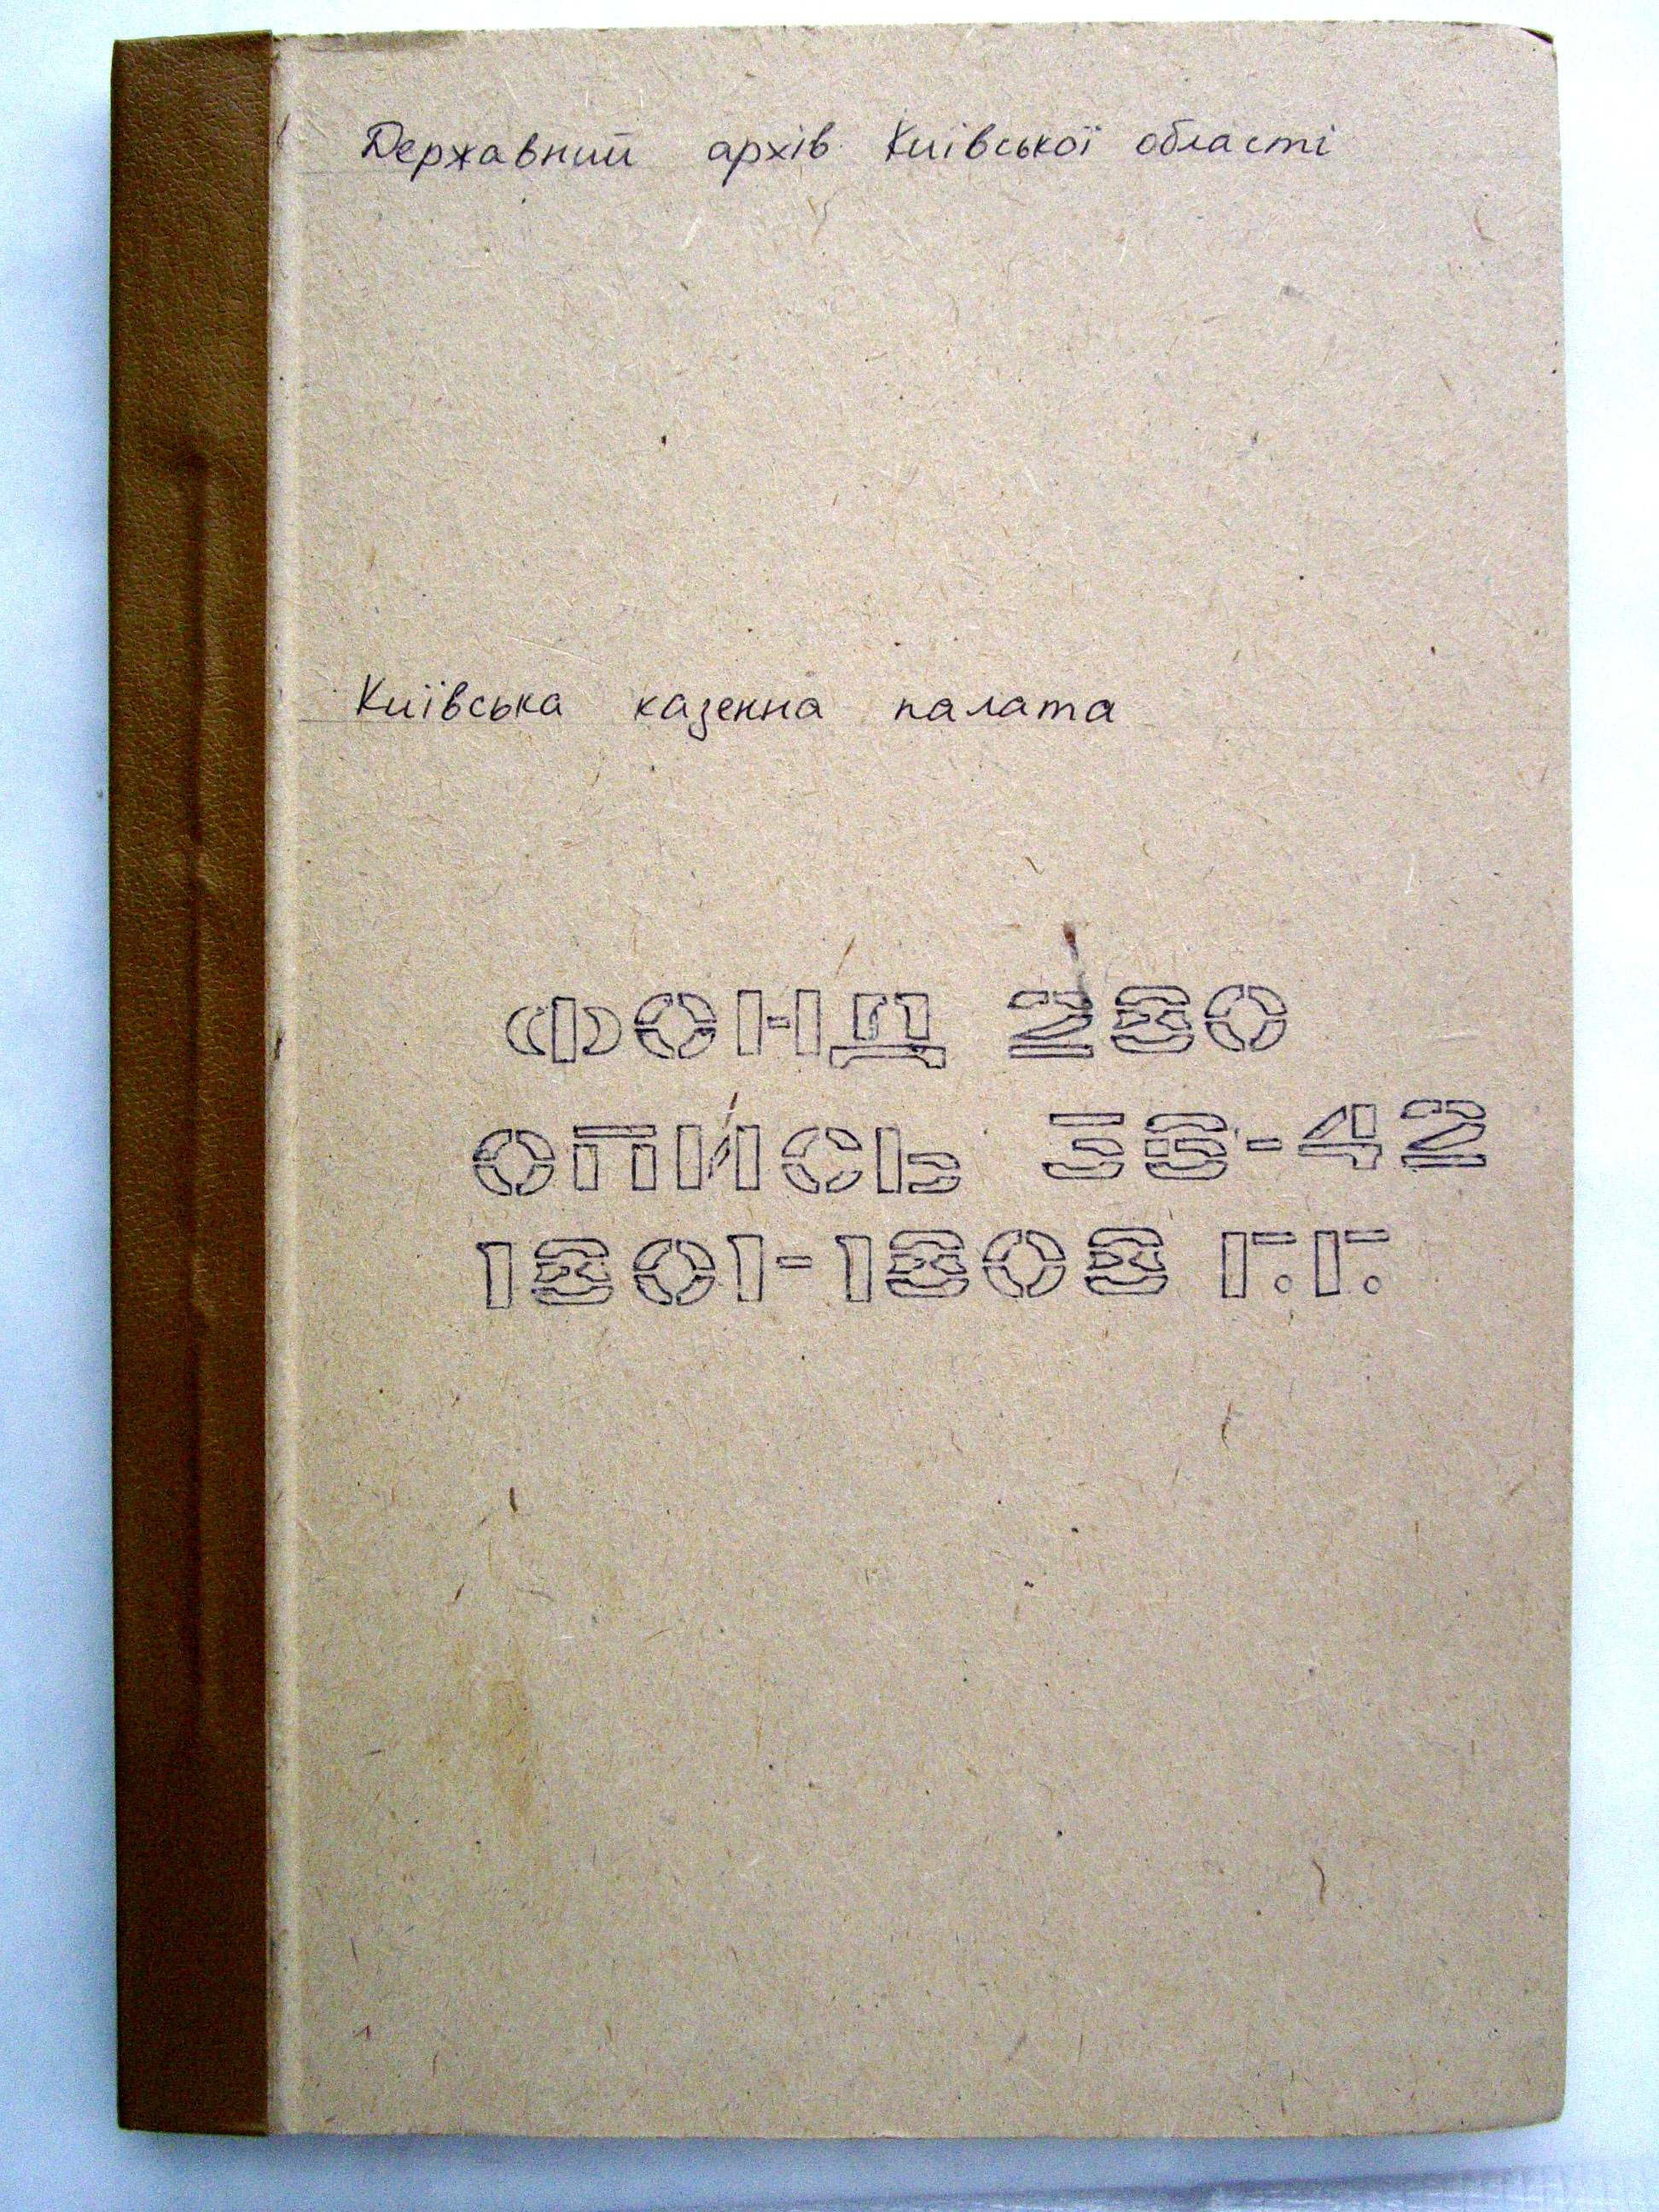 Державний архів Київської області
Київська казенна палата
ФОНД 280
ОПИСЬ 36-42
1801-1808 Г.Г.